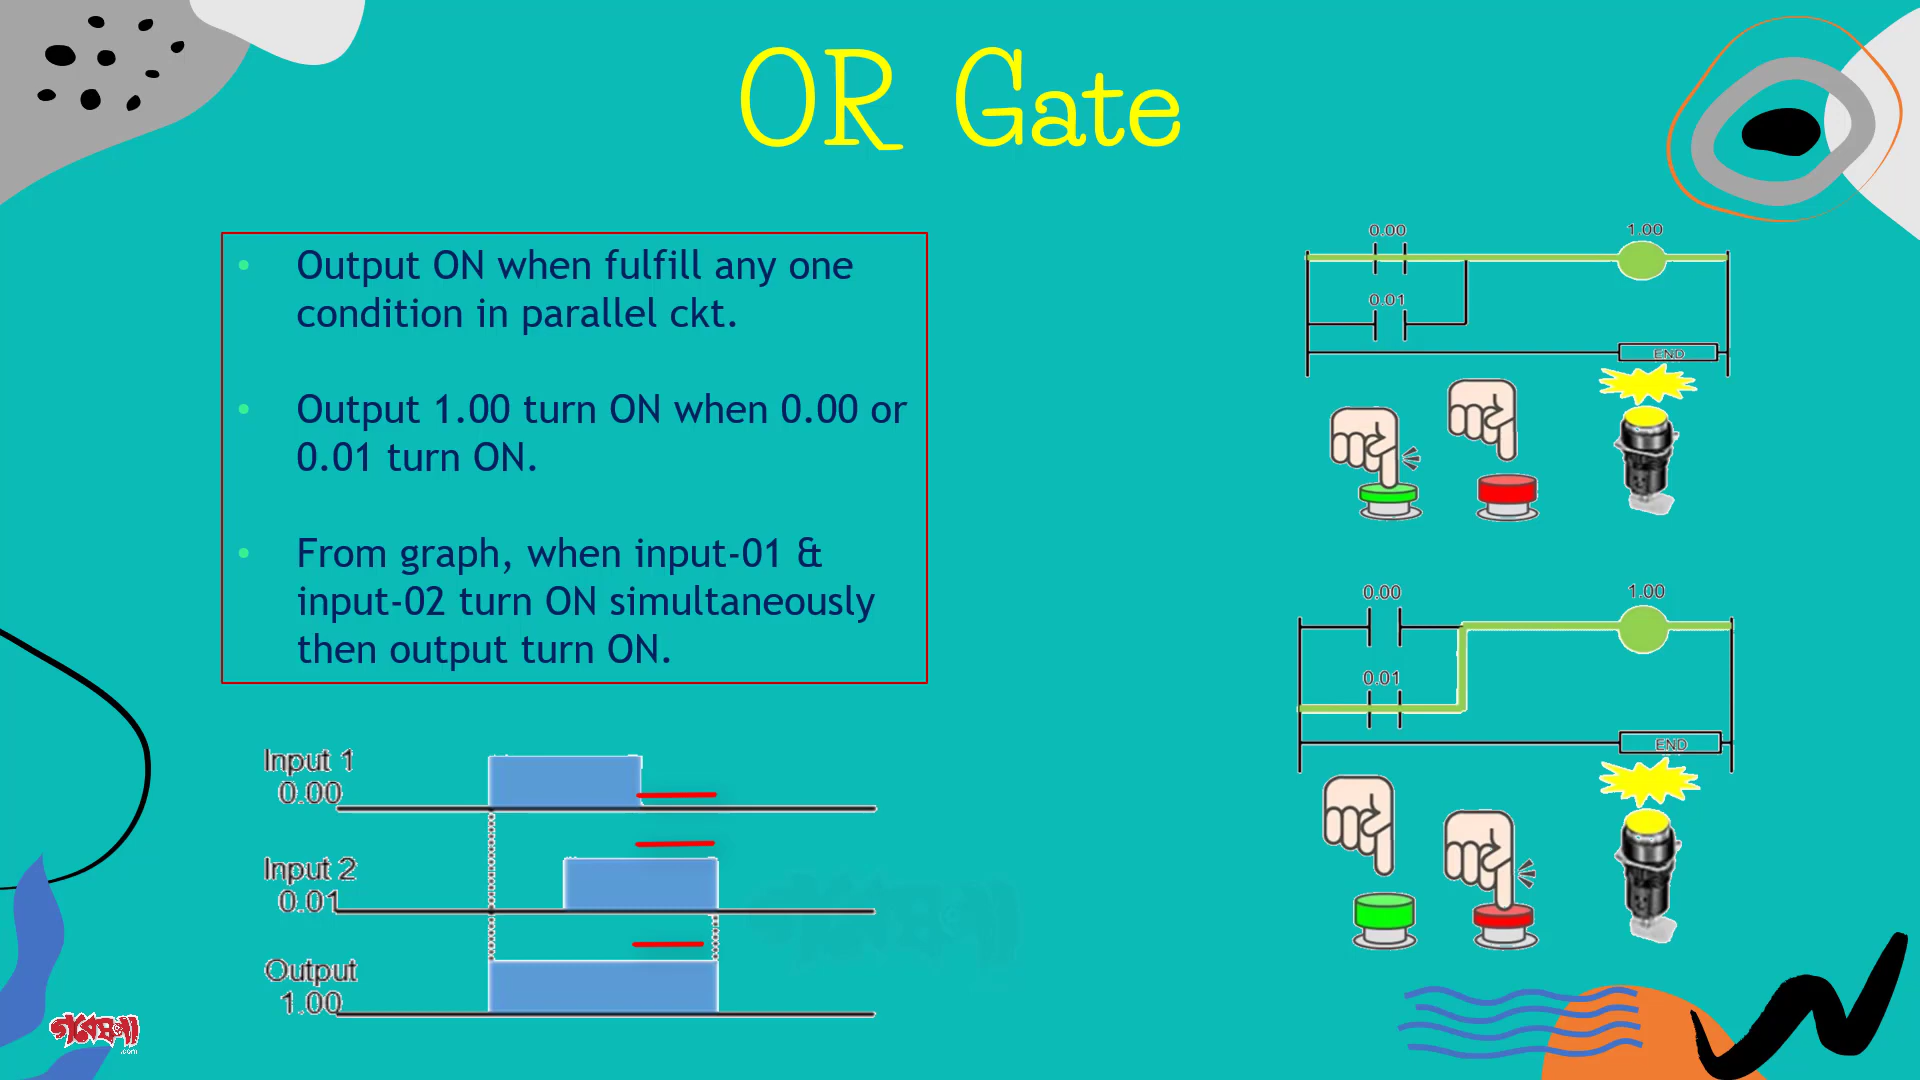 OR Gate
Output ON when fulfill any one
condition in parallel ckt.
Output 1.00 turn ON when 0.00 or
0.01 turn ON.
From graph, when input-01 &
input-02 turn ON simultaneously
then output turn ON.
Input 1
0.00
Input 2
0.01
Output
1.00
0.00
1.00
0.01
END
0.00
1.00
0.01
END
গবেষণা
.com